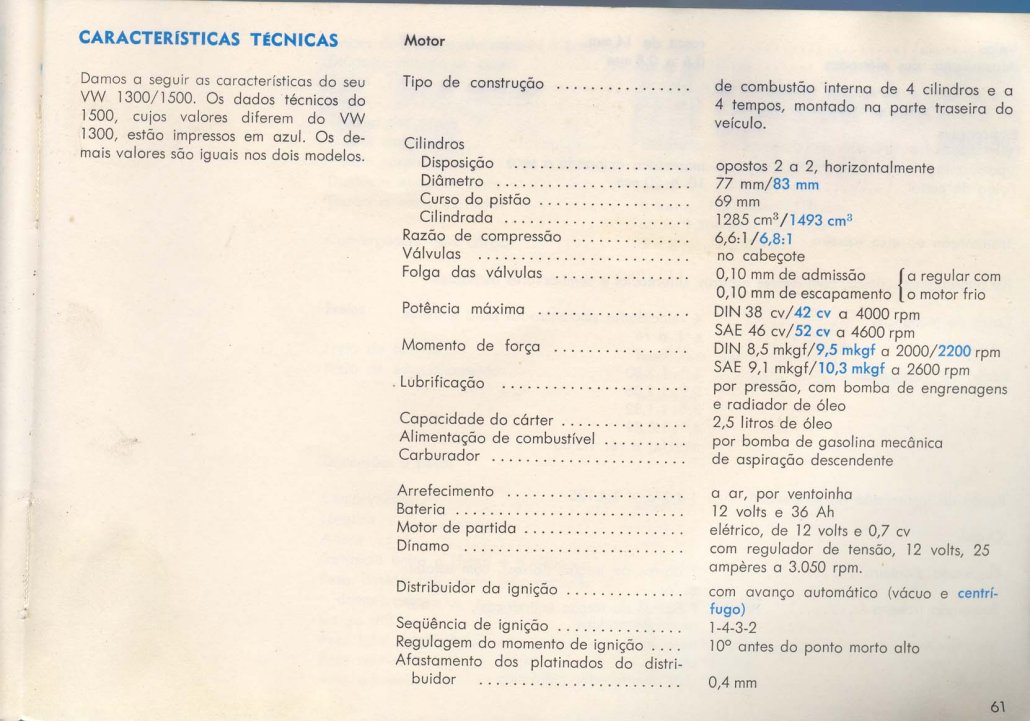 CARACTERÍSTICAS TÉCNICAS
Damos a seguir as características do seu
VW 1300/1500. Os dados técnicos do
1500, cujos valores diferem do VW
1300, estão impressos em azul. Os de-
mais valores são iguais nos dois modelos.
Motor
Tipo de construção ................ de combustão interna de 4 cilindros e a
4 tempos, montado na parte traseira do
veículo.
Cilindros
Disposição ........................ opostos 2 a 2, horizontalmente
Diâmetro ........................ 77 mm/83 mm
Curso do pistão .................. 69 mm
Cilindrada ...................... 1285 cm³/1493 cm³
Razão de compressão .............. 6,6:1/6,8:1
Válvulas ......................... no cabeçote
Folga das válvulas ................ 0,10 mm de admissão { a regular com
0,10 mm de escapamento { o motor frio
Potência máxima .................. DIN 38 cv/42 cv a 4000 rpm
SAE 46 cv/52 cv a 4600 rpm
Momento de força ................ DIN 8,5 mkgf/9,5 mkgf a 2000/2200 rpm
SAE 9,1 mkgf/10,3 mkgf a 2600 rpm
Lubrificação ...................... por pressão, com bomba de engrenagens
e radiador de óleo
Capacidade do cárter ............... 2,5 litros de óleo
Alimentação de combustível .......... por bomba de gasolina mecânica
Carburador ....................... de aspiração descendente
Arrefecimento ..................... a ar, por ventoinha
Bateria ........................... 12 volts e 36 Ah
Motor de partida ................... elétrico, de 12 volts e 0,7 cv
Dínamo .......................... com regulador de tensão, 12 volts, 25
ampères a 3.050 rpm.
Distribuidor da ignição .............. com avanço automático (vácuo e centrí-
fugo)
Seqüência de ignição ............... 1-4-3-2
Regulagem do momento de ignição .... 10° antes do ponto morto alto
Afastamento dos platinados do distri-
buidor ........................ 0,4 mm
61